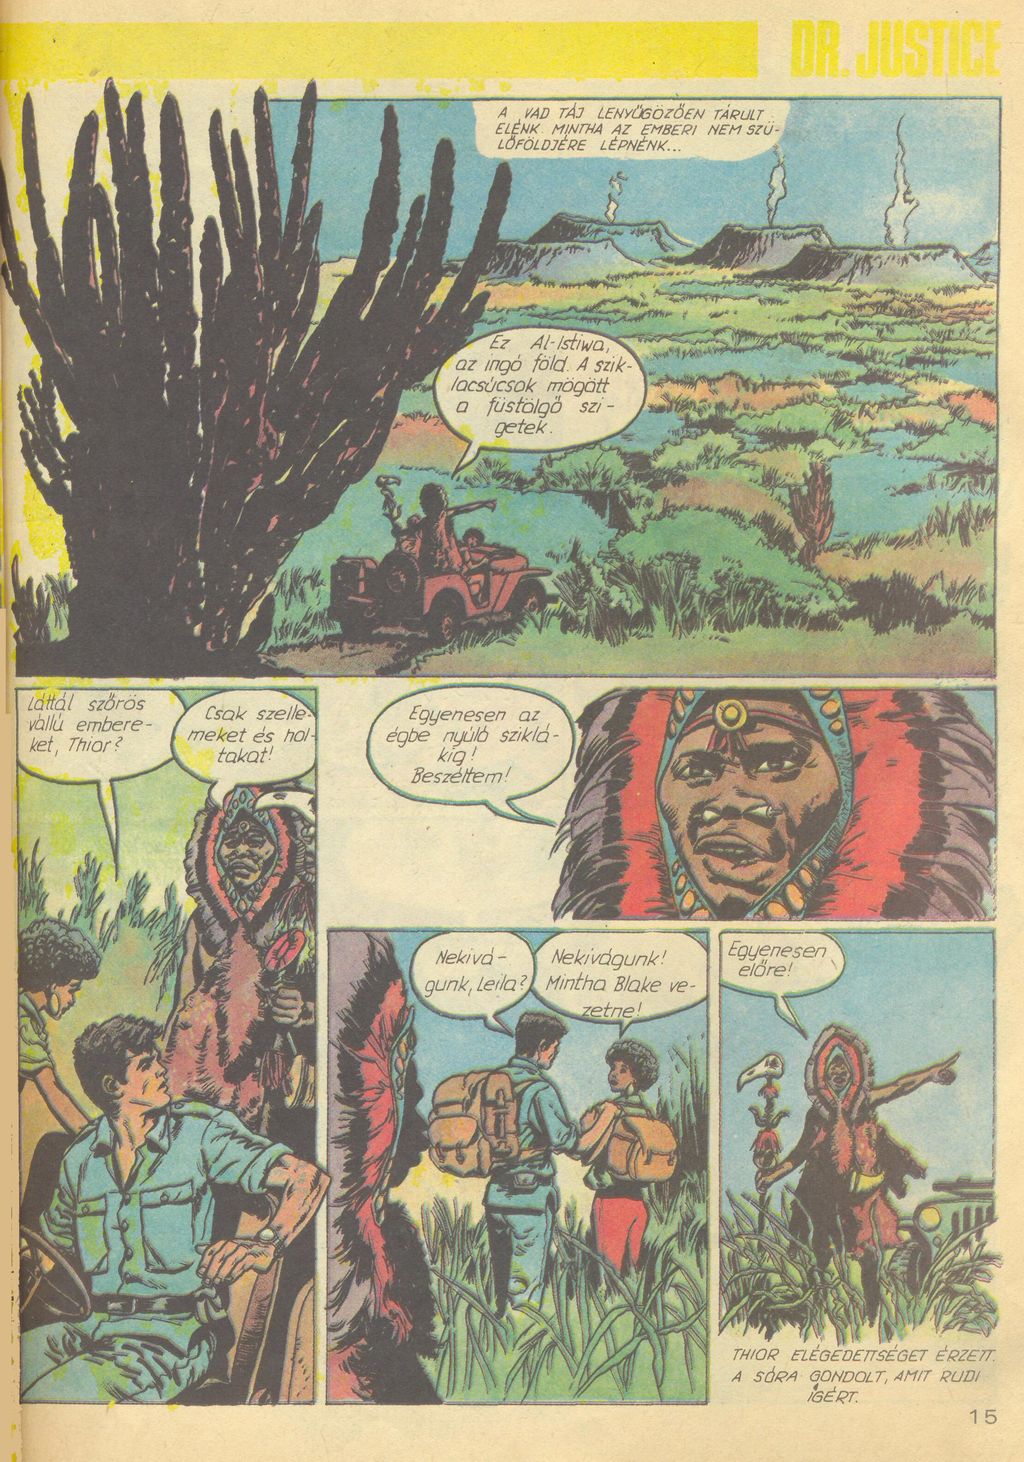 DR. JUSTICE
A VAD TÁJ LENYŰGÖZŐEN TÁRULT
ELÉNK. MINTHA AZ EMBERI NEM SZÜ-
LŐFÖLDJÉRE LÉPNÉNK...
Ez Al-Istiwa,
az ingó föld. A szik-
lacsúcsok mögött
a füstölgő szi-
getek.
Láttál szőrös
vállú embere-
ket, Thior?
Csak szelle-
meket és hol-
takat!
Egyenesen az
égbe nyúló sziklá-
kig!
Beszéltem!
Nekivá-
gunk, Leila?
Nekivágunk!
Mintha Blake ve-
zetne!
Egyenesen
előre!
THIOR ELÉGEDETTSÉGET ÉRZETT.
A SÓRA GONDOLT, AMIT RUDI
ÍGÉRT.
15